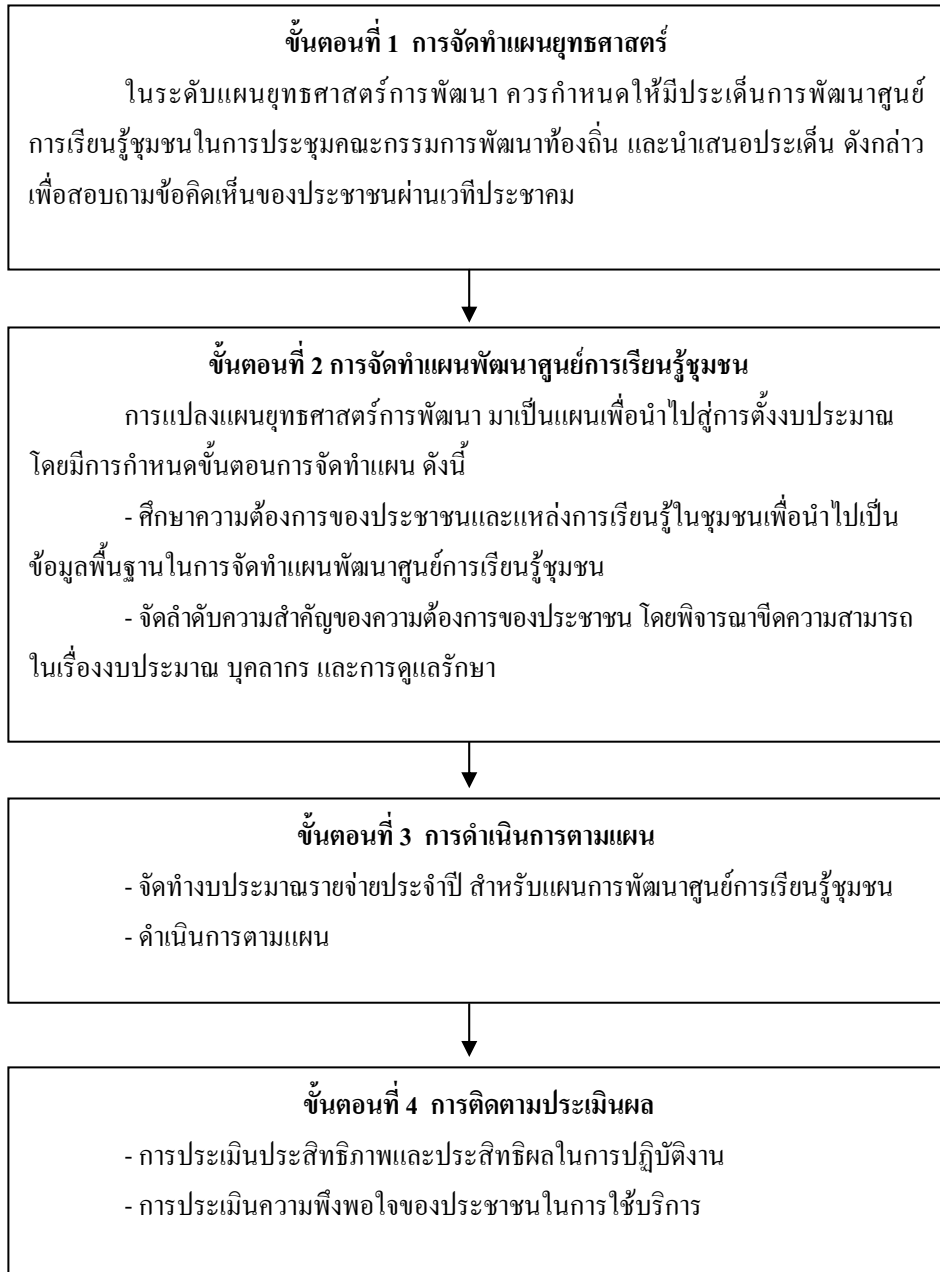 ขั้นตอนที่ 1 การจัดทำแผนยุทธศาสตร์
ในระดับแผนยุทธศาสตร์การพัฒนา ควรกำหนดให้มีประเด็นการพัฒนาศูนย์
การเรียนรู้ชุมชนในการประชุมคณะกรรมการพัฒนาท้องถิ่น และนำเสนอประเด็น ดังกล่าว
เพื่อสอบถามข้อคิดเห็นของประชาชนผ่านเวทีประชาคม
ขั้นตอนที่ 2 การจัดทำแผนพัฒนาศูนย์การเรียนรู้ชุมชน
การแปลงแผนยุทธศาสตร์การพัฒนา มาเป็นแผนเพื่อนำไปสู่การตั้งงบประมาณ
โดยมีการกำหนดขั้นตอนการจัดทำแผน ดังนี้
- ศึกษาความต้องการของประชาชนและแหล่งการเรียนรู้ในชุมชนเพื่อนำไปเป็น
ข้อมูลพื้นฐานในการจัดทำแผนพัฒนาศูนย์การเรียนรู้ชุมชน
- จัดลำดับความสำคัญของความต้องการของประชาชน โดยพิจารณาขีดความสามารถ
ในเรื่องงบประมาณ บุคลากร และการดูแลรักษา
ขั้นตอนที่ 3 การดำเนินการตามแผน
- จัดทำงบประมาณรายจ่ายประจำปี สำหรับแผนการพัฒนาศูนย์การเรียนรู้ชุมชน
- ดำเนินการตามแผน
ขั้นตอนที่ 4 การติดตามประเมินผล
- การประเมินประสิทธิภาพและประสิทธิผลในการปฏิบัติงาน
- การประเมินความพึงพอใจของประชาชนในการใช้บริการ